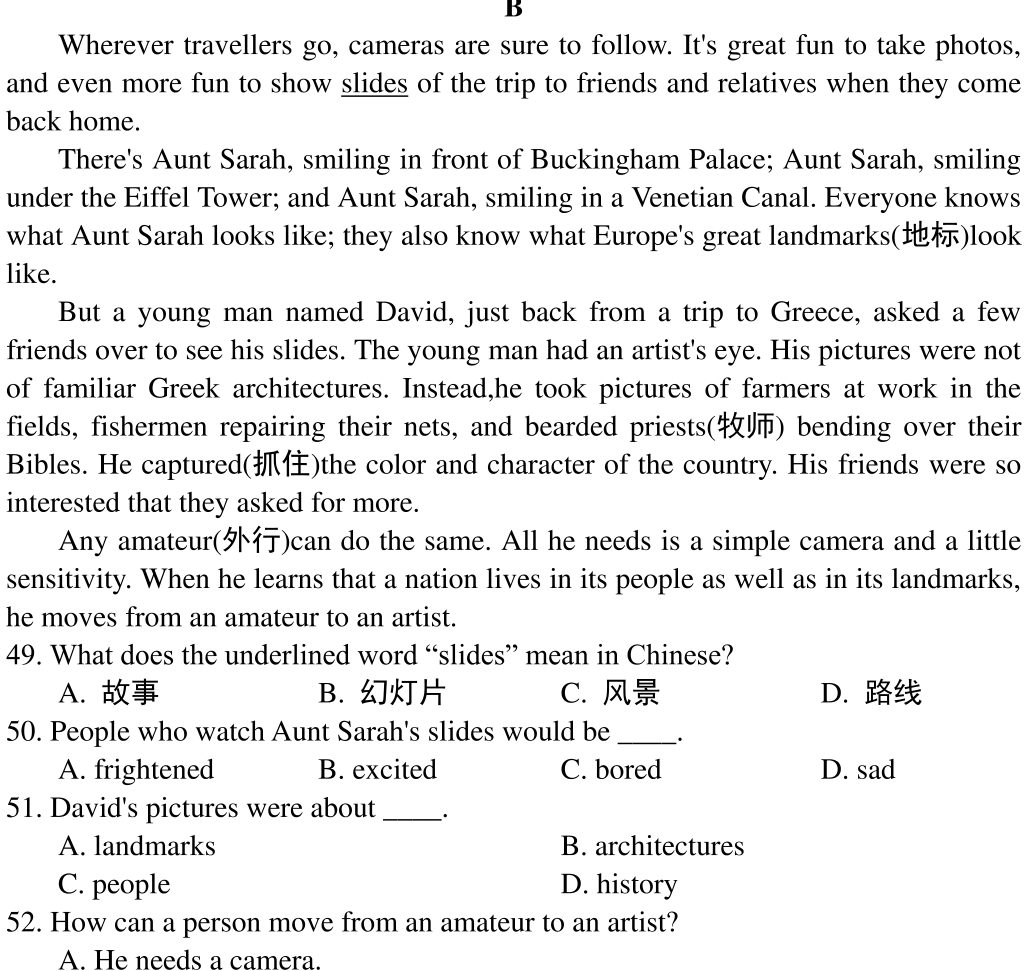 B
Wherever travellers go, cameras are sure to follow. It's great fun to take photos,
and even more fun to show slides of the trip to friends and relatives when they come
back home.
There's Aunt Sarah, smiling in front of Buckingham Palace; Aunt Sarah, smiling
under the Eiffel Tower; and Aunt Sarah, smiling in a Venetian Canal. Everyone knows
what Aunt Sarah looks like; they also know what Europe's great landmarks(地标)look
like.
But a young man named David, just back from a trip to Greece, asked a few
friends over to see his slides. The young man had an artist's eye. His pictures were not
of familiar Greek architectures. Instead,he took pictures of farmers at work in the
fields, fishermen repairing their nets, and bearded priests(牧师) bending over their
Bibles. He captured(抓住)the color and character of the country. His friends were so
interested that they asked for more.
Any amateur(外行)can do the same. All he needs is a simple camera and a little
sensitivity. When he learns that a nation lives in its people as well as in its landmarks,
he moves from an amateur to an artist.
49. What does the underlined word “slides” mean in Chinese?
A. 故事 B. 幻灯片 C. 风景 D. 路线
50. People who watch Aunt Sarah's slides would be ____.
A. frightened B. excited C. bored D. sad
51. David's pictures were about ____.
A. landmarks B. architectures
C. people D. history
52. How can a person move from an amateur to an artist?
A. He needs a camera.